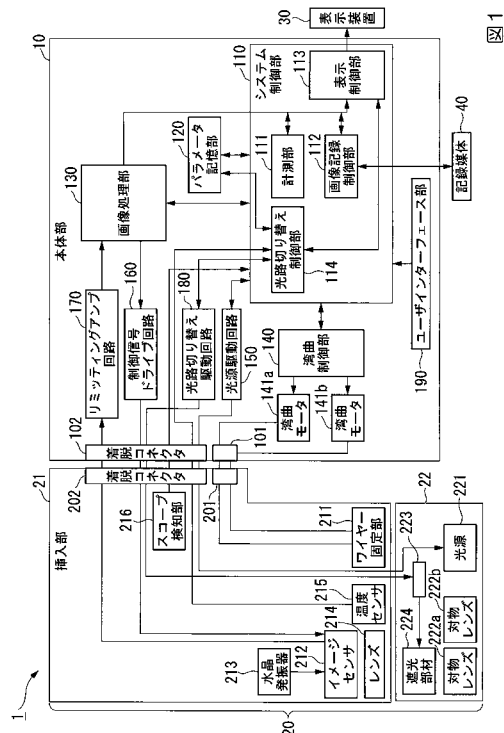 図1
1
10
本体部
30
表示装置
110
システム
制御部
113
表示
制御部
120
パラメータ
記憶部
111
計測部
112
画像記録
制御部
114
光路切り替え
制御部
40
記録媒体
130
画像処理部
170
リミッティングアンプ
回路
160
制御信号
ドライブ回路
180
光路切り替え
駆動回路
150
光源駆動回路
140
湾曲
制御部
141a
湾曲
モータ
141b
湾曲
モータ
190
ユーザインターフェース部
102
着脱コネクタ
101
20
21
挿入部
202
着脱コネクタ
201
216
スコープ
検知部
211
ワイヤー
固定部
213
水晶
発振器
212
イメージ
センサ
214
レンズ
215
温度センサ
22
221
光源
223
224
遮光部材
222a
対物
レンズ
222b
対物
レンズ